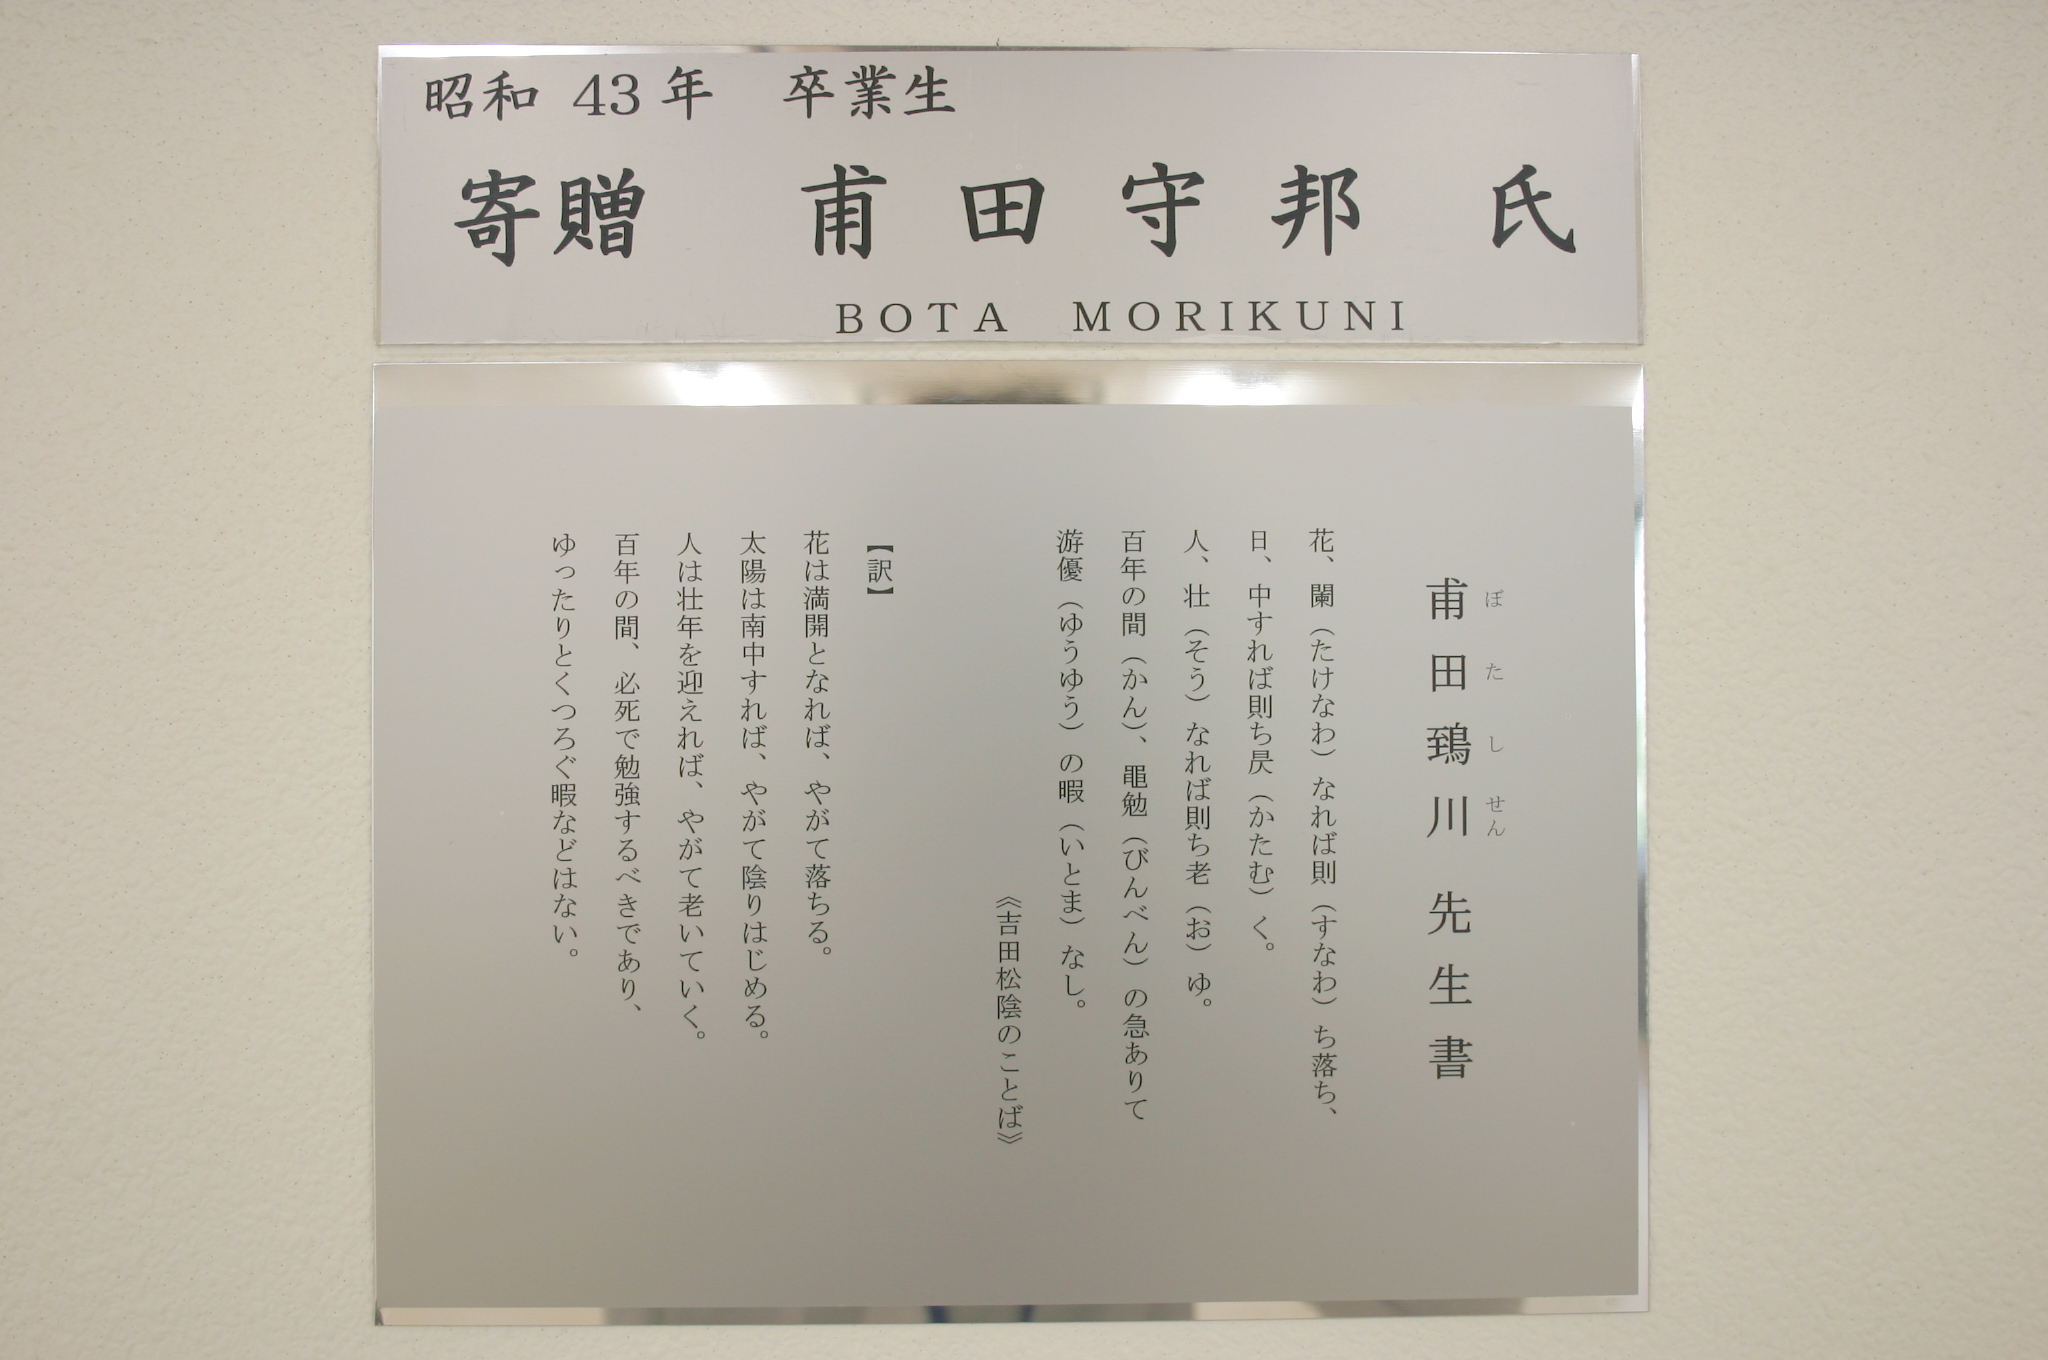 昭和 43 年　卒業生
寄贈　甫田守邦　氏
BOTA MORIKUNI
甫田鵄川先生書
ぼたしせん
花、闌（たけなわ）なれば則（すなわ）ち落ち、
日、中すれば則ち昃（かたむ）く。
人、壮（そう）なれば則ち老（お）ゆ。
百年の間（かん）、黽勉（びんべん）の急ありて
游優（ゆうゆう）の暇（いとま）なし。
《吉田松陰のことば》
【訳】
花は満開となれば、やがて落ちる。
太陽は南中すれば、やがて陰りはじめる。
人は壮年を迎えれば、やがて老いていく。
百年の間、必死で勉強するべきであり、
ゆったりとくつろぐ暇などはない。